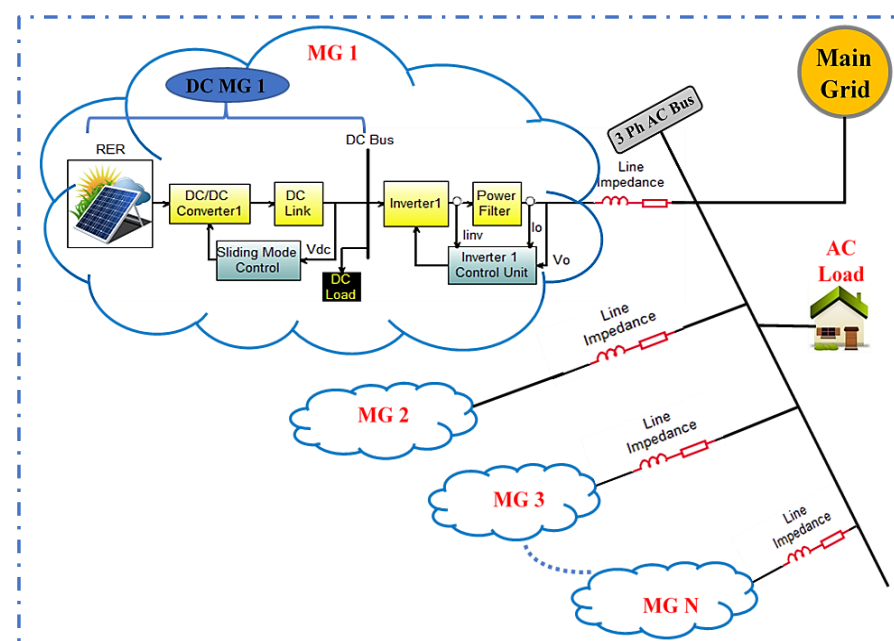 MG 1
Main
Grid
DC MG 1
3 Ph AC Bus
DC Bus
RER
Line
Impedance
DC/DC
Converter1
DC
Link
Inverter1
Power
Filter
Iinv
Io
Vdc
Vo
Sliding Mode
Control
Inverter 1
Control Unit
DC
Load
AC
Load
Line
Impedance
MG 2
Line
Impedance
MG 3
Line
Impedance
MG N